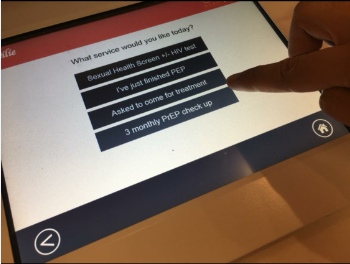 What service would you like today?
Sexual Health Screen +/- HIV test
I've just finished PEP
Asked to come for treatment
3 monthly PrEP check up